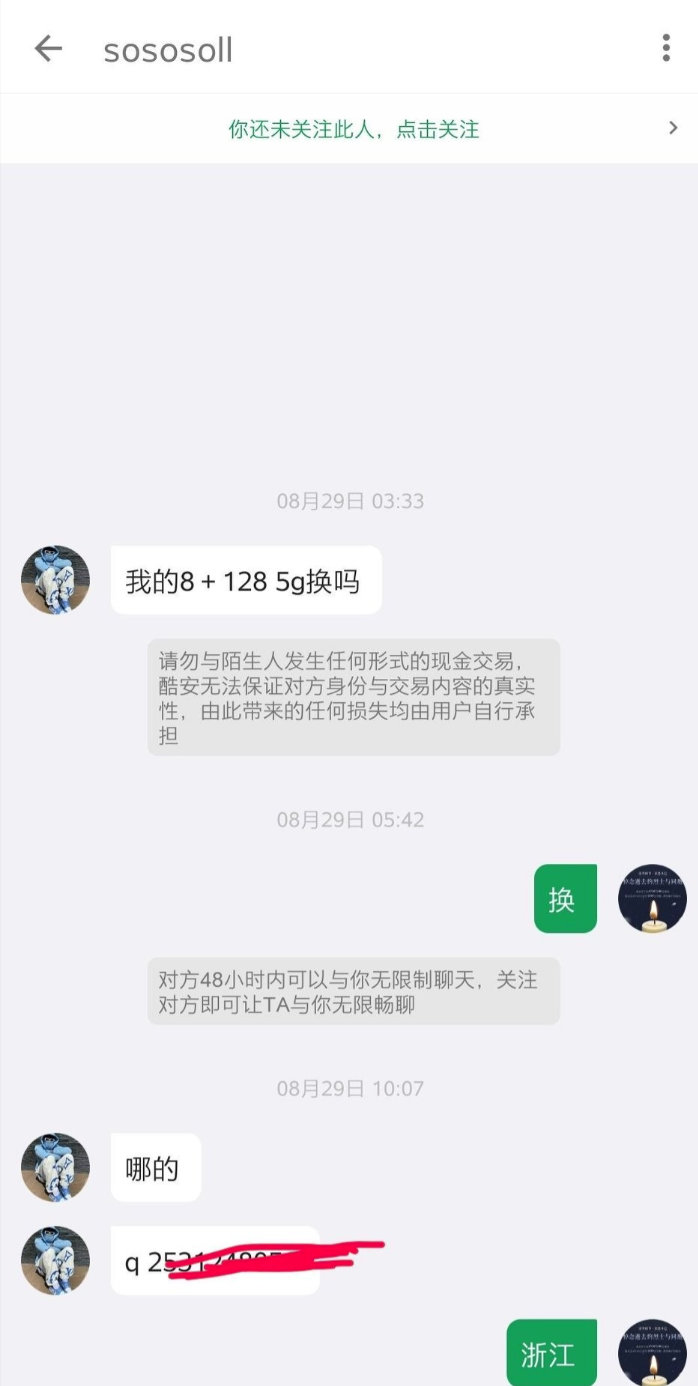 sososoll
你还未关注此人，点击关注
08月29日 03:33
我的8 + 128 5g换吗
请勿与陌生人发生任何形式的现金交易，
酷安无法保证对方身份与交易内容的真实
性，由此带来的任何损失均由用户自行承
担
08月29日 05:42
换
对方48小时内可以与你无限制聊天，关注
对方即可让TA与你无限畅聊
08月29日 10:07
哪的
q
浙江